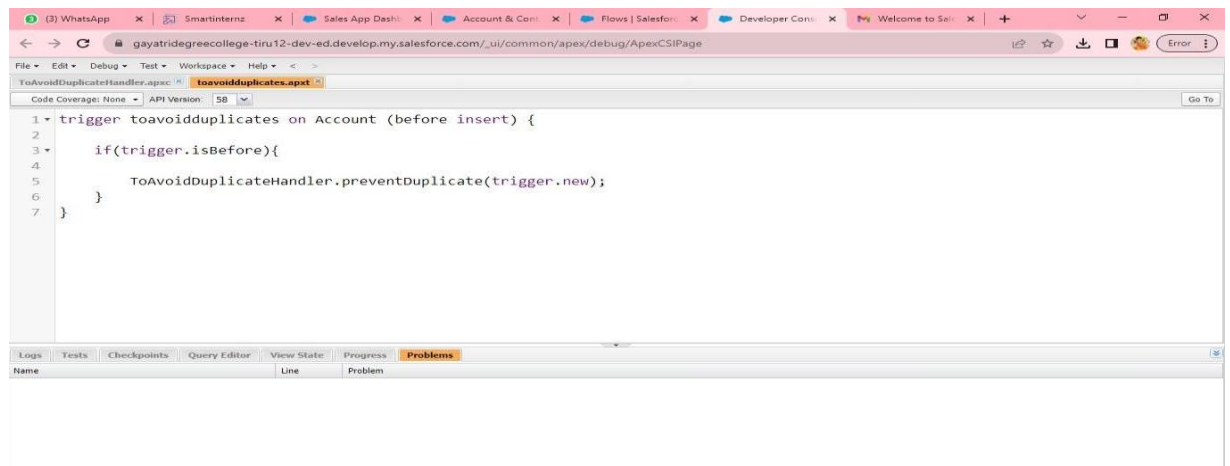 (3) WhatsApp Smartinternz Sales App Dashb Account & Cont Flows | Salesforc Developer Cons Welcome to Sale
gayatridegreecollege-tiru12-dev-ed.develop.my.salesforce.com/_ui/common/apex/debug/ApexCSIPage Error
File Edit Debug Test Workspace Help < >
ToAvoidDuplicateHandler.apxc toavoidduplicates.apxt
Code Coverage: None API Version: 58 Go To
1 trigger toavoidduplicates on Account (before insert) {
2
3 if(trigger.isBefore){
4
5 ToAvoidDuplicateHandler.preventDuplicate(trigger.new);
6 }
7 }
Logs Tests Checkpoints Query Editor View State Progress Problems
Name Line Problem